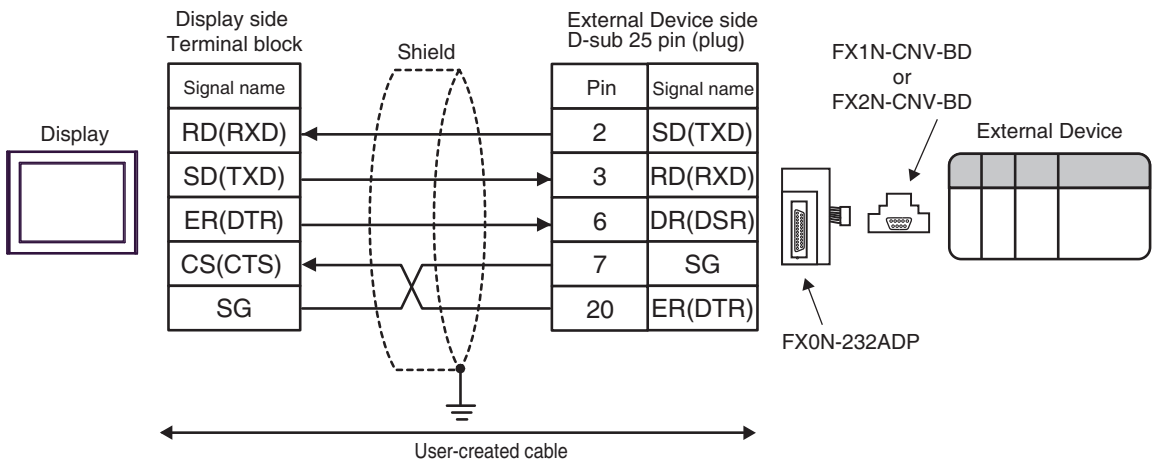 Display side
Terminal block
Shield
External Device side
D-sub 25 pin (plug)
FX1N-CNV-BD
or
FX2N-CNV-BD
Display
External Device
Signal name
Pin Signal name
RD(RXD) 2 SD(TXD)
SD(TXD) 3 RD(RXD)
ER(DTR) 6 DR(DSR)
CS(CTS) 7 SG
SG 20 ER(DTR)
FX0N-232ADP
User-created cable